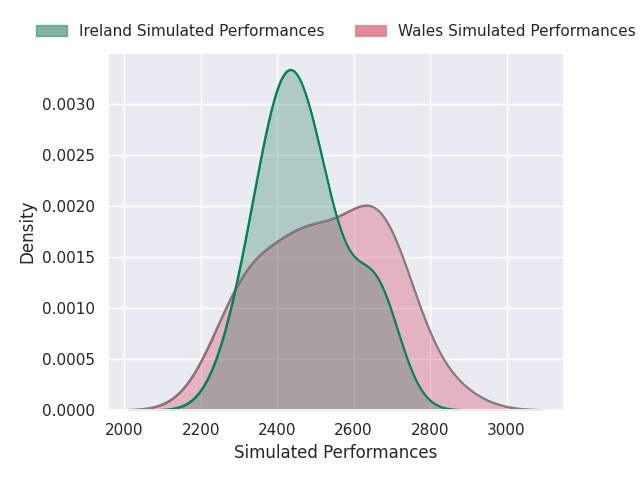 Ireland Simulated Performances
Wales Simulated Performances
Density
0.0030
0.0025
0.0020
0.0015
0.0010
0.0005
0.0000
2000 2200 2400 2600 2800 3000
Simulated Performances